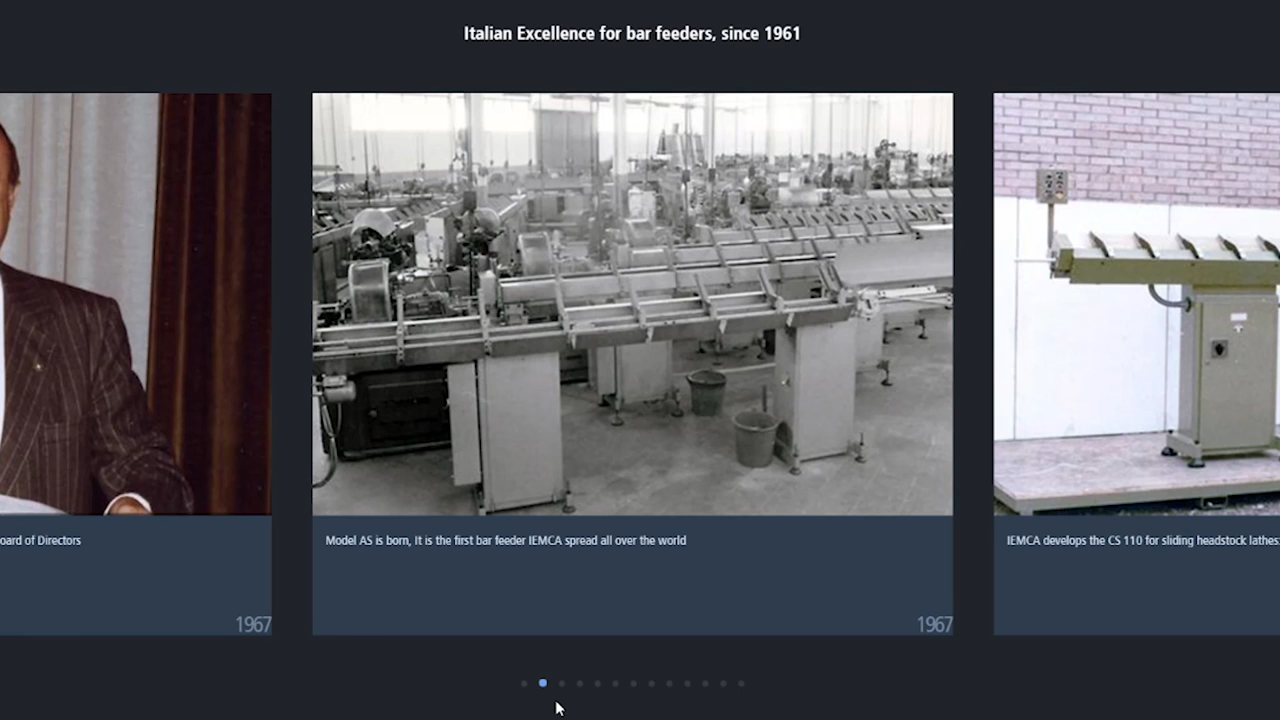 Italian Excellence for bar feeders, since 1961
oard of Directors
1967
Model AS is born, It is the first bar feeder IEMCA spread all over the world
1967
IEMCA develops the CS 110 for sliding headstock lathes